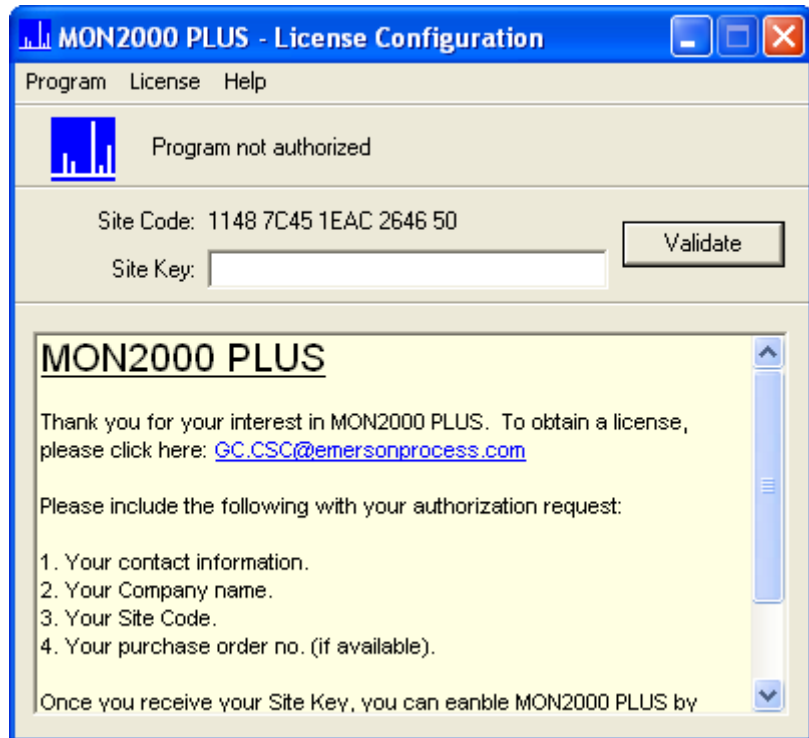 MON2000 PLUS - License Configuration
Program License Help
Program not authorized
Site Code: 1148 7C45 1EAC 2646 50
Validate
Site Key:
MON2000 PLUS
Thank you for your interest in MON2000 PLUS. To obtain a license,
please click here: GC.CSC@emersonprocess.com
Please include the following with your authorization request:
1. Your contact information.
2. Your Company name.
3. Your Site Code.
4. Your purchase order no. (if available).
Once you receive your Site Key, you can eanble MON2000 PLUS by